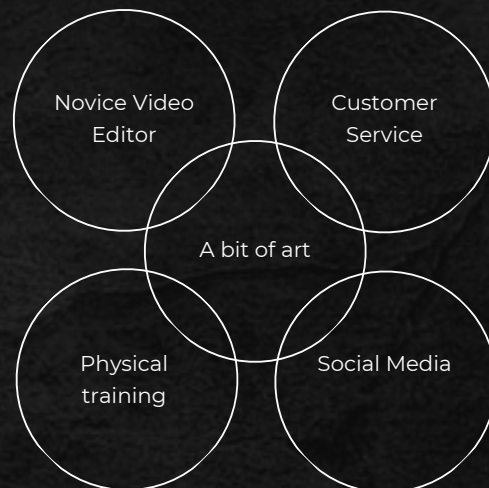 Novice Video
Editor
Customer
Service
A bit of art
Physical
training
Social Media